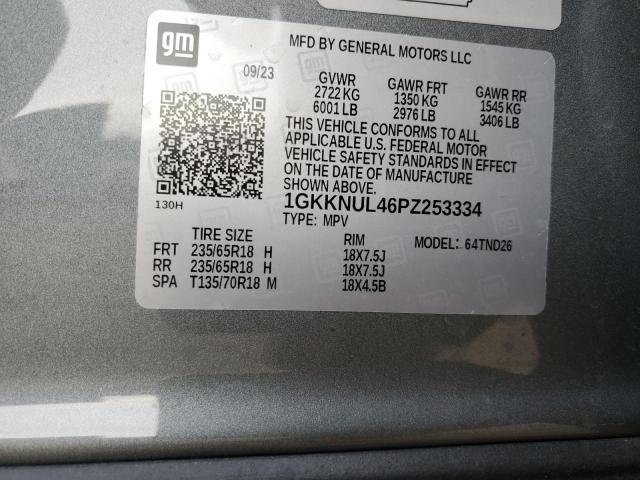 gm
MFD BY GENERAL MOTORS LLC
09/23
GVWR GAWR FRT GAWR RR
2722 KG 1350 KG 1545 KG
6001 LB 2976 LB 3406 LB
THIS VEHICLE CONFORMS TO ALL
APPLICABLE U.S. FEDERAL MOTOR
VEHICLE SAFETY STANDARDS IN EFFECT
ON THE DATE OF MANUFACTURE
SHOWN ABOVE.
130H
1GKKNUL46PZ253334
TYPE: MPV
TIRE SIZE RIM MODEL: 64TND26
FRT 235/65R18 H 18X7.5J
RR 235/65R18 H 18X7.5J
SPA T135/70R18 M 18X4.5B